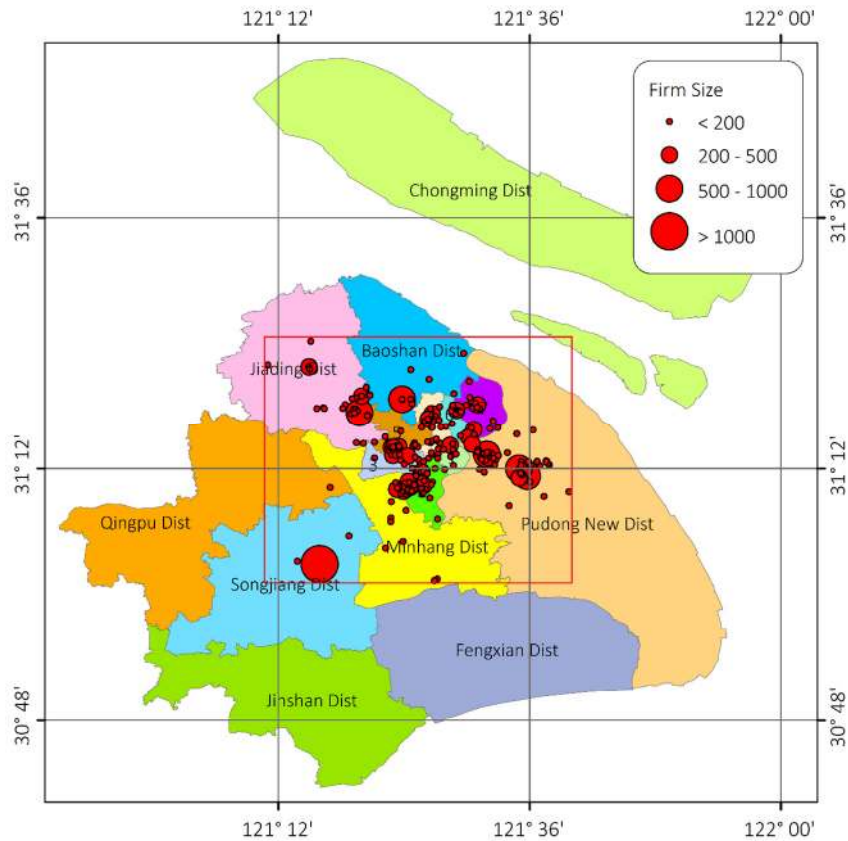 121° 12'
121° 36'
122° 00'
Firm Size
< 200
200 - 500
500 - 1000
> 1000
Chongming Dist
31° 36'
31° 36'
Baoshan Dist
Jiading Dist
31° 12'
31° 12'
3
Qingpu Dist
Pudong New Dist
Minhang Dist
Songjiang Dist
Fengxian Dist
Jinshan Dist
30° 48'
30° 48'
121° 12'
121° 36'
122° 00'